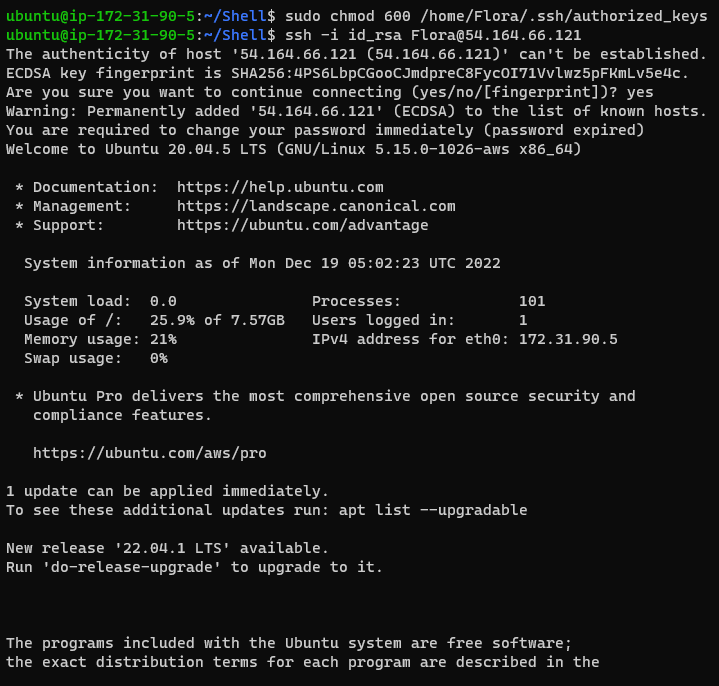 ubuntu@ip-172-31-90-5:~/Shell$ sudo chmod 600 /home/Flora/.ssh/authorized_keys
ubuntu@ip-172-31-90-5:~/Shell$ ssh -i id_rsa Flora@54.164.66.121
The authenticity of host '54.164.66.121 (54.164.66.121)' can't be established.
ECDSA key fingerprint is SHA256:4PS6LbpCGooCJmdpreC8FycOI71Vvlwz5pFKmLv5e4c.
Are you sure you want to continue connecting (yes/no/[fingerprint])? yes
Warning: Permanently added '54.164.66.121' (ECDSA) to the list of known hosts.
You are required to change your password immediately (password expired)
Welcome to Ubuntu 20.04.5 LTS (GNU/Linux 5.15.0-1026-aws x86_64)

 * Documentation:  https://help.ubuntu.com
 * Management:     https://landscape.canonical.com
 * Support:        https://ubuntu.com/advantage

  System information as of Mon Dec 19 05:02:23 UTC 2022

  System load:  0.0               Processes:             101
  Usage of /:   25.9% of 7.57GB   Users logged in:       1
  Memory usage: 21%               IPv4 address for eth0: 172.31.90.5
  Swap usage:   0%

 * Ubuntu Pro delivers the most comprehensive open source security and
   compliance features.

   https://ubuntu.com/aws/pro

1 update can be applied immediately.
To see these additional updates run: apt list --upgradable

New release '22.04.1 LTS' available.
Run 'do-release-upgrade' to upgrade to it.

The programs included with the Ubuntu system are free software;
the exact distribution terms for each program are described in the